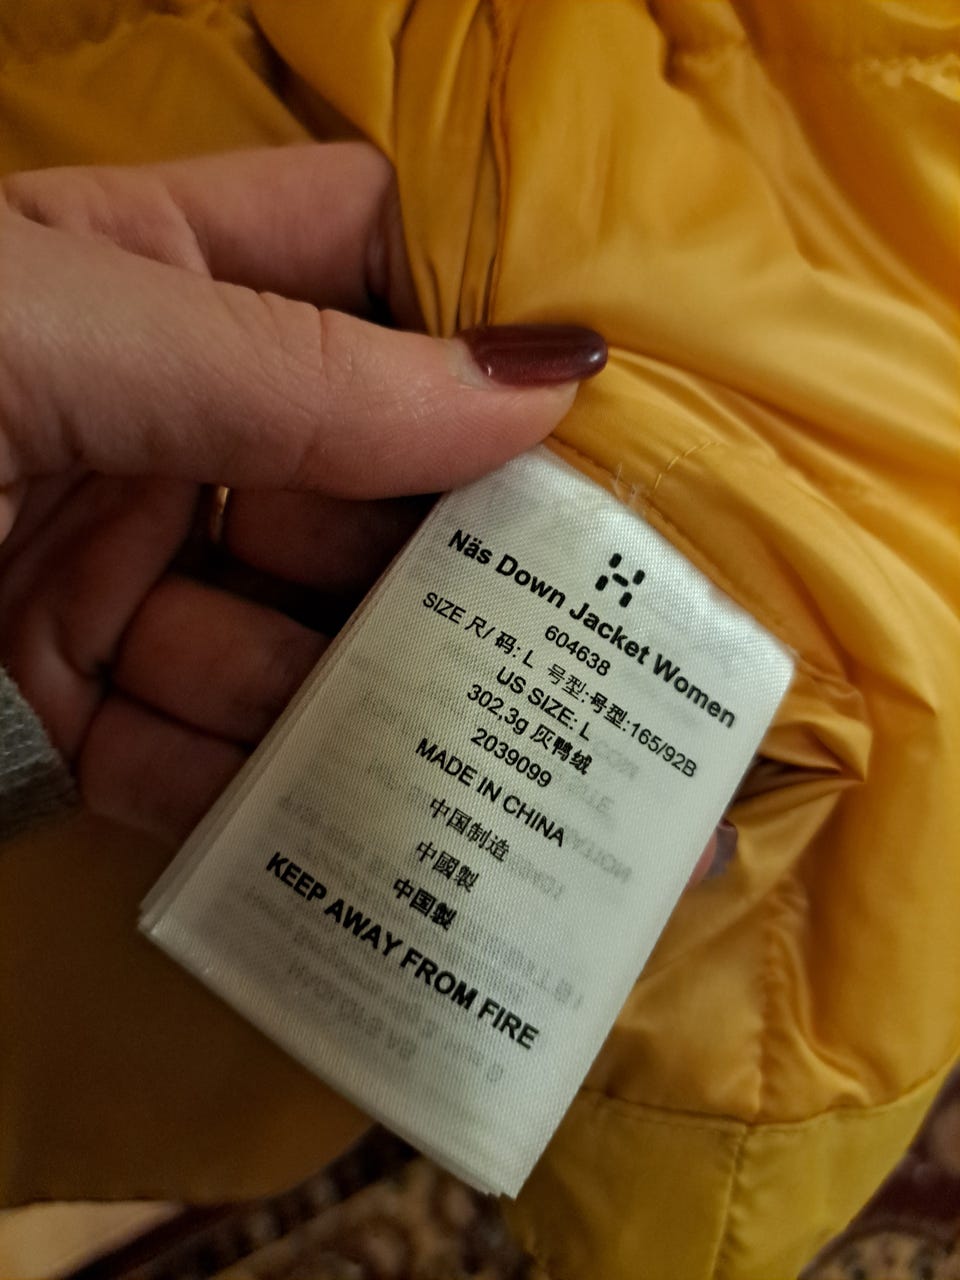 Näs Down Jacket Women
604638
SIZE 尺/ 码: L 号型:号型:165/92B
US SIZE: L
302,3g 灰鸭绒
2039099
MADE IN CHINA
中国制造
中國製
中国製
KEEP AWAY FROM FIRE